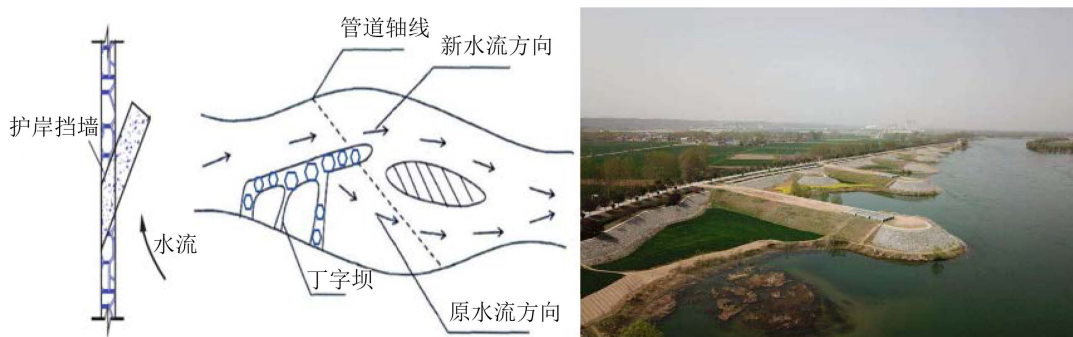 管道轴线
新水流方向
护岸挡墙
水流
丁字坝
原水流方向